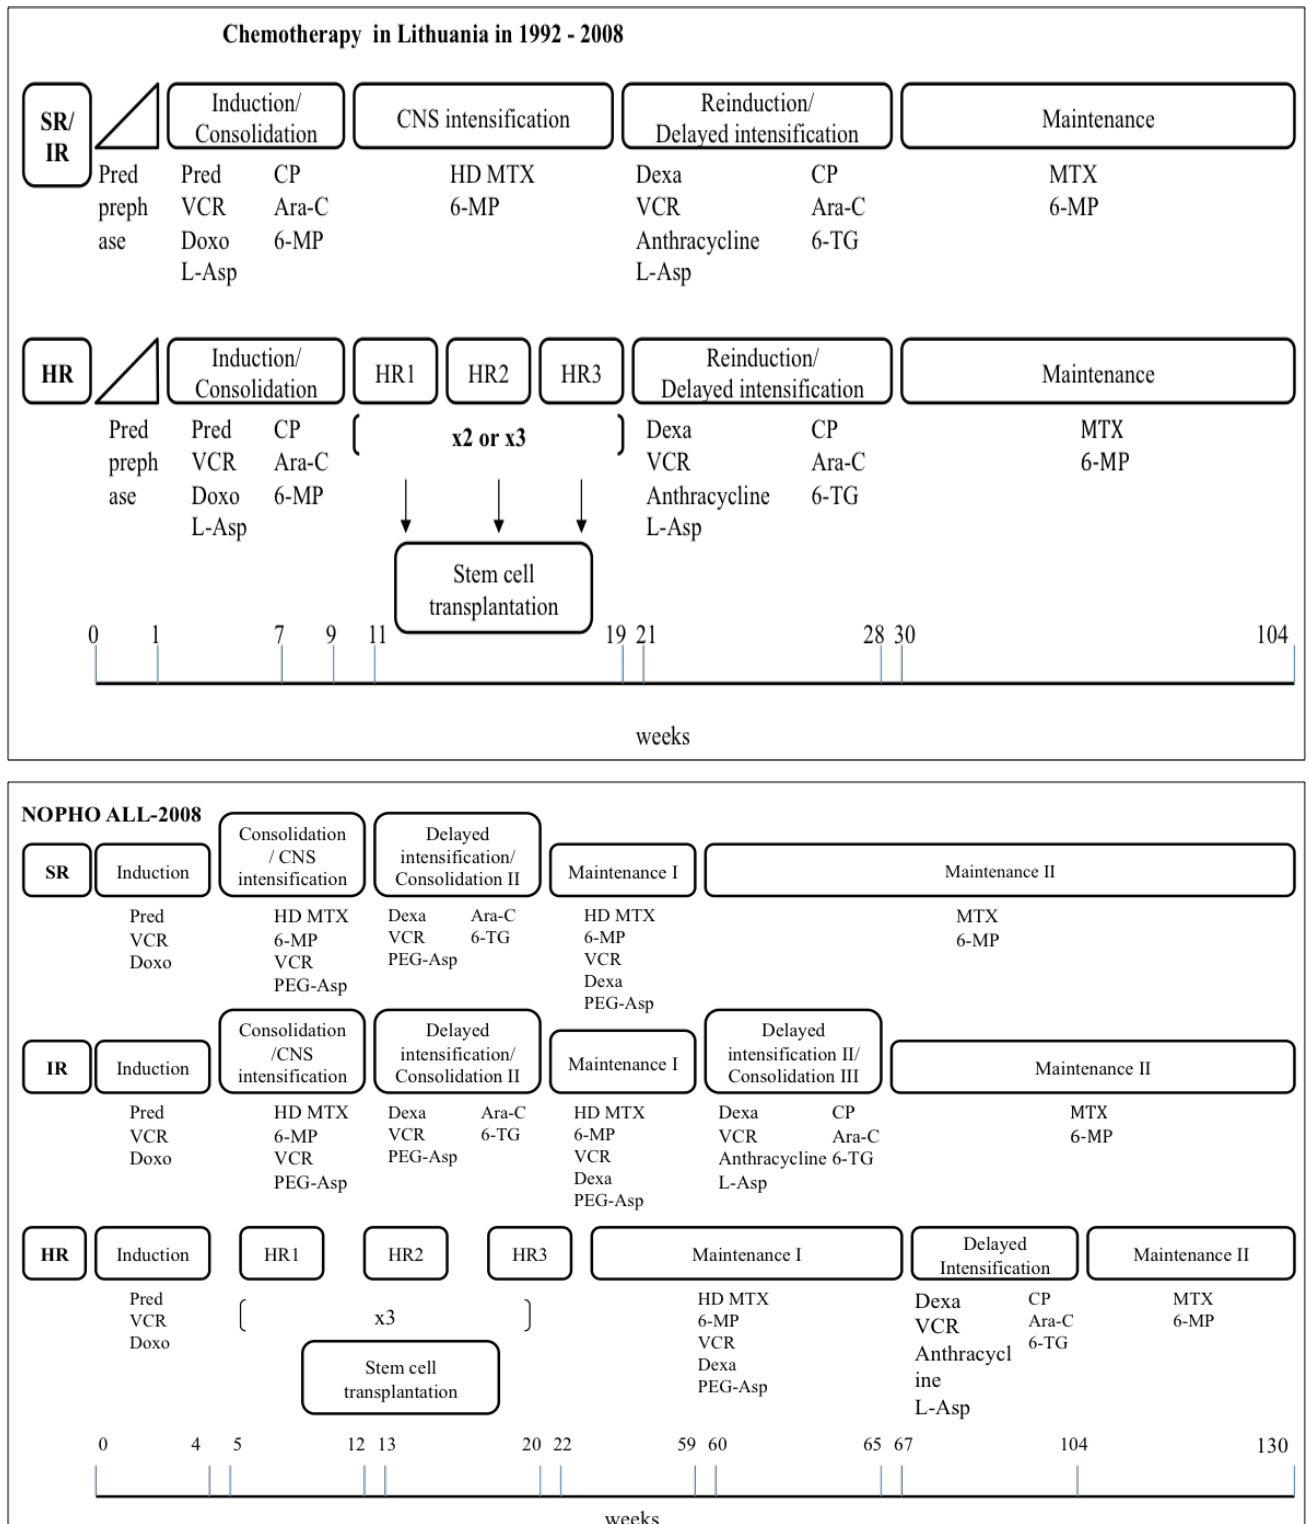 Chemotherapy in Lithuania in 1992 - 2008
SR/
IR
Induction/
Consolidation
CNS intensification
Reinduction/
Delayed intensification
Maintenance
Pred
preph
ase
Pred
VCR
Doxo
L-Asp
CP
Ara-C
6-MP
HD MTX
6-MP
Dexa
VCR
Anthracycline
L-Asp
CP
Ara-C
6-TG
MTX
6-MP
HR
Induction/
Consolidation
HR1
HR2
HR3
Reinduction/
Delayed intensification
Maintenance
Pred
preph
ase
Pred
VCR
Doxo
L-Asp
CP
Ara-C
6-MP
x2 or x3
Stem cell
transplantation
Dexa
VCR
Anthracycline
L-Asp
CP
Ara-C
6-TG
MTX
6-MP
0 1 7 9 11 19 21 28 30 104
weeks
NOPHO ALL-2008
SR
Induction
Consolidation
/ CNS
intensification
Delayed
intensification/
Consolidation II
Maintenance I
Maintenance II
Pred
VCR
Doxo
HD MTX
6-MP
VCR
PEG-Asp
Dexa
VCR
PEG-Asp
Ara-C
6-TG
HD MTX
6-MP
VCR
Dexa
PEG-Asp
MTX
6-MP
IR
Induction
Consolidation
/CNS
intensification
Delayed
intensification/
Consolidation II
Maintenance I
Delayed
intensification II/
Consolidation III
Maintenance II
Pred
VCR
Doxo
HD MTX
6-MP
VCR
PEG-Asp
Dexa
VCR
PEG-Asp
Ara-C
6-TG
HD MTX
6-MP
VCR
Dexa
PEG-Asp
Dexa
VCR
Anthracycline
L-Asp
CP
Ara-C
6-TG
MTX
6-MP
HR
Induction
HR1
HR2
HR3
Maintenance I
Delayed
Intensification
Maintenance II
Pred
VCR
Doxo
x3
Stem cell
transplantation
HD MTX
6-MP
VCR
Dexa
PEG-Asp
Dexa
VCR
Anthracycl
ine
L-Asp
CP
Ara-C
6-TG
MTX
6-MP
0 4 5 12 13 20 22 59 60 65 67 104 130
weeks